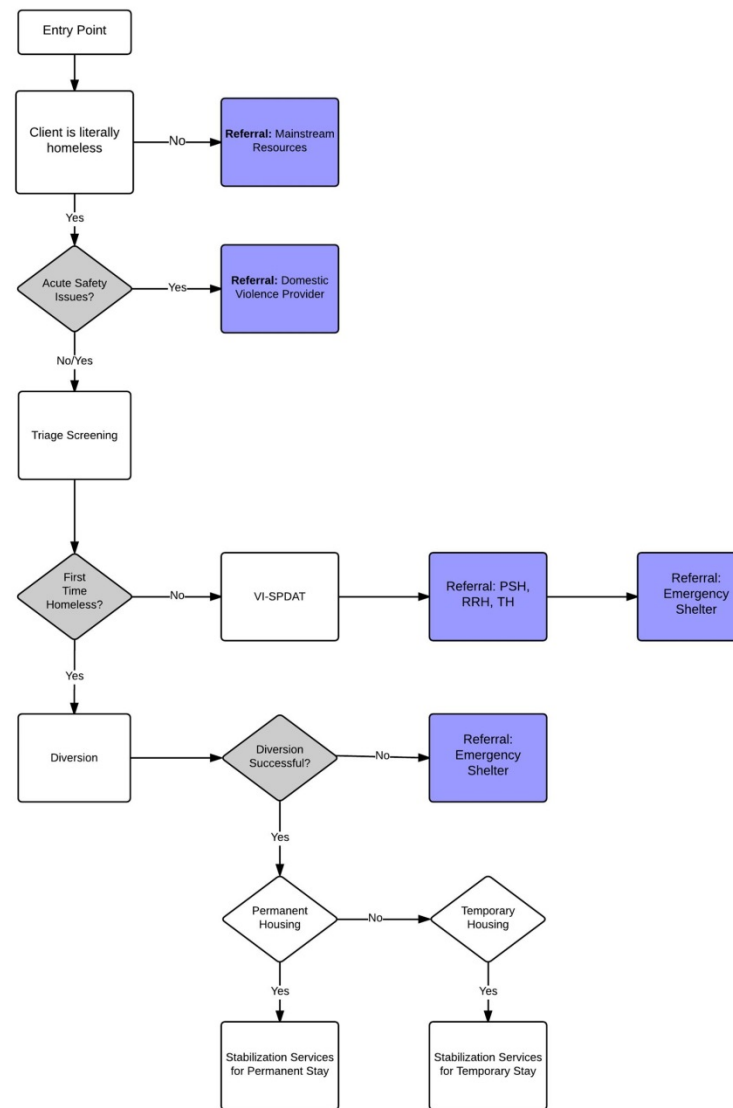 Entry Point
Client is literally
homeless
No
Referral: Mainstream
Resources
Yes
Acute Safety
Issues?
Yes
Referral: Domestic
Violence Provider
No/Yes
Triage Screening
First
Time
Homeless?
No
VI-SPDAT
Referral: PSH,
RRH, TH
Referral:
Emergency
Shelter
Yes
Diversion
Diversion
Successful?
No
Referral:
Emergency
Shelter
Yes
Permanent
Housing
No
Temporary
Housing
Yes
Yes
Stabilization Services
for Permanent Stay
Stabilization Services
for Temporary Stay